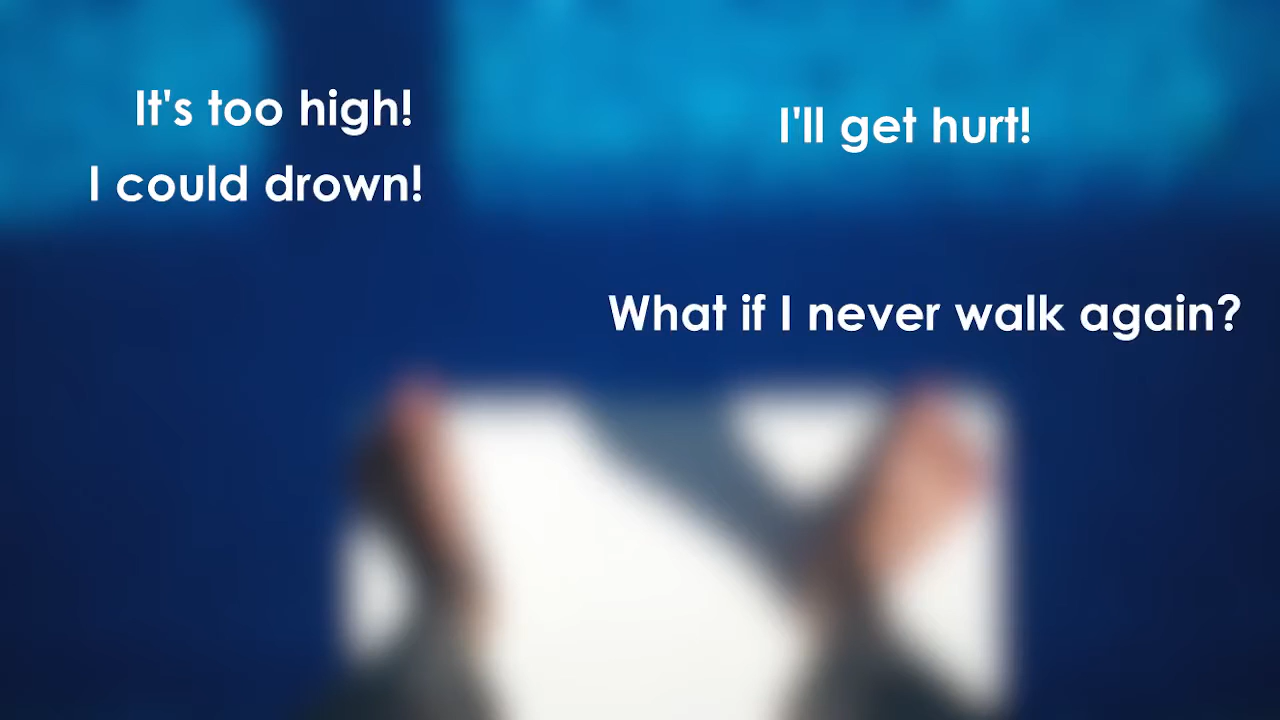 It's too high!
I could drown!
I'll get hurt!
What if I never walk again?